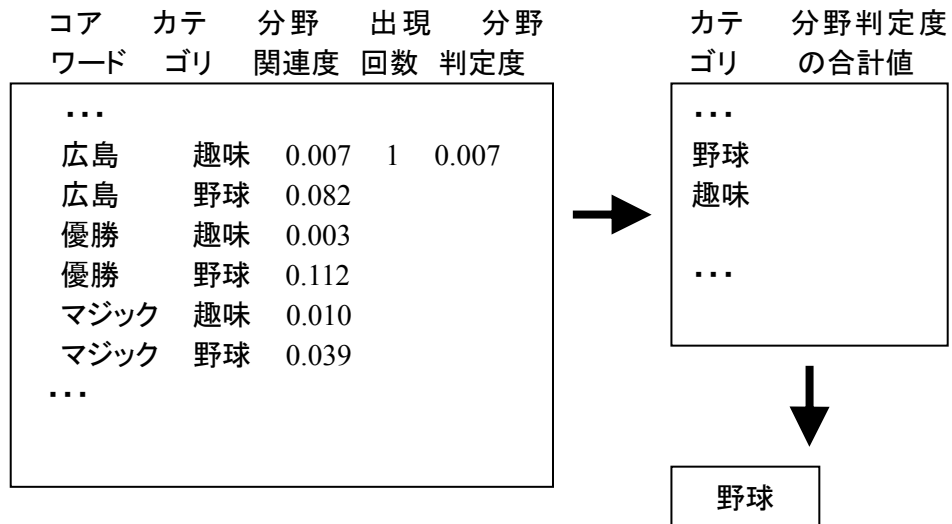 コア カテ 分野 出現 分野
ワード ゴリ 関連度 回数 判定度
・・・
広島 趣味 0.007 1 0.007
広島 野球 0.082
優勝 趣味 0.003
優勝 野球 0.112
マジック 趣味 0.010
マジック 野球 0.039
・・・
カテ 分野判定度
ゴリ の合計値
・・・
野球
趣味
・・・
野球